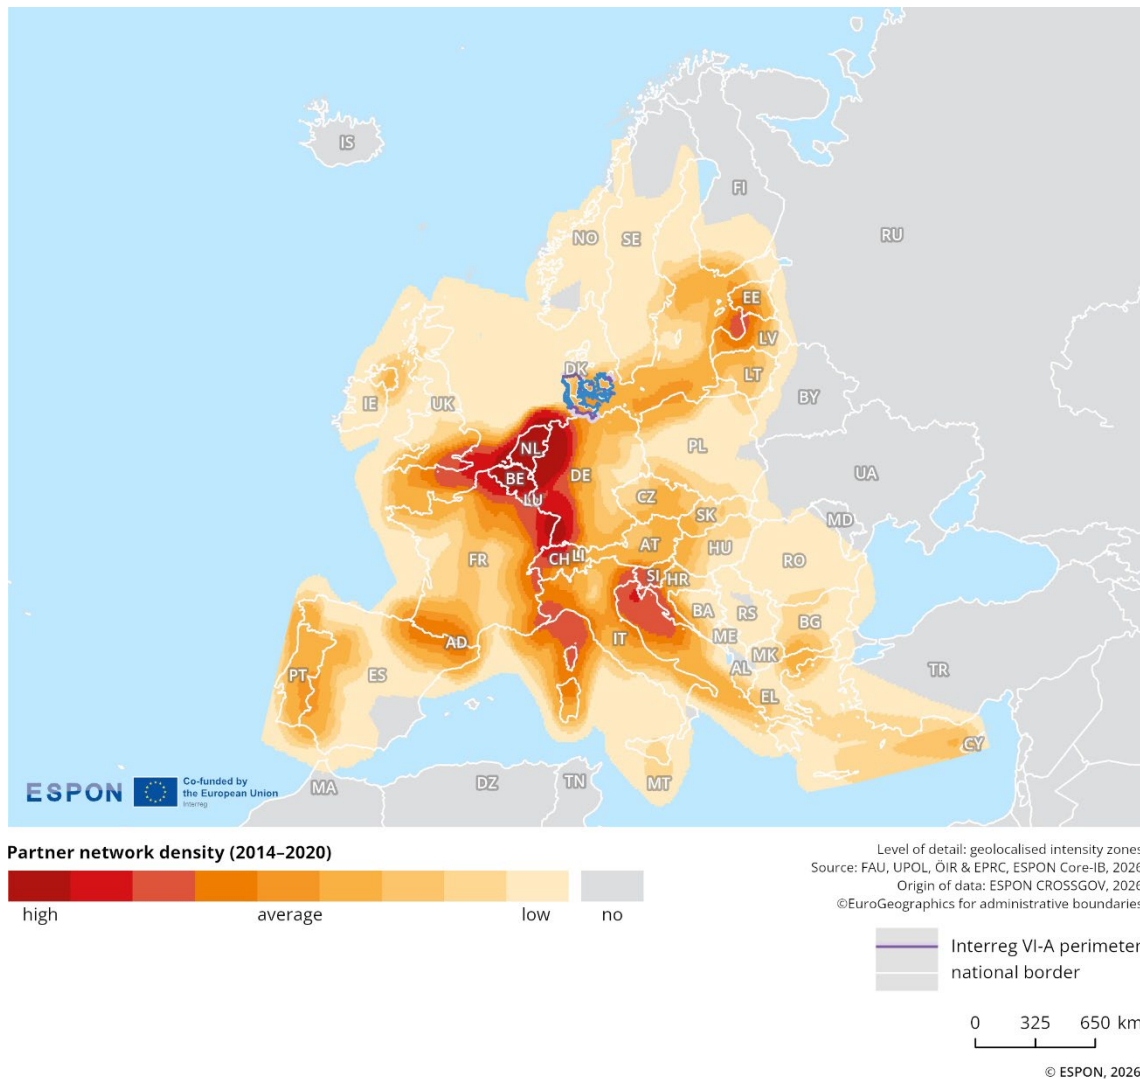 IS
FI
RU
NO
SE
EE
LV
DK
LT
BY
IE
UK
NL
PL
BE
DE
UA
LU
CZ
SK
MD
AT
HU
FR
CH
LI
RO
SI
HR
BA
RS
BG
IT
ME
AD
MK
AL
TR
PT
ES
EL
CY
MA
DZ
TN
MT
ESPON
Co-funded by
the European Union
Interreg
Partner network density (2014–2020)
high
average
low
no
Level of detail: geolocalised intensity zones
Source: FAU, UPOL, ÖIR & EPRC, ESPON Core-IB, 2026
Origin of data: ESPON CROSSGOV, 2026
©EuroGeographics for administrative boundaries
Interreg VI-A perimeter
national border
0 325 650 km
© ESPON, 2026